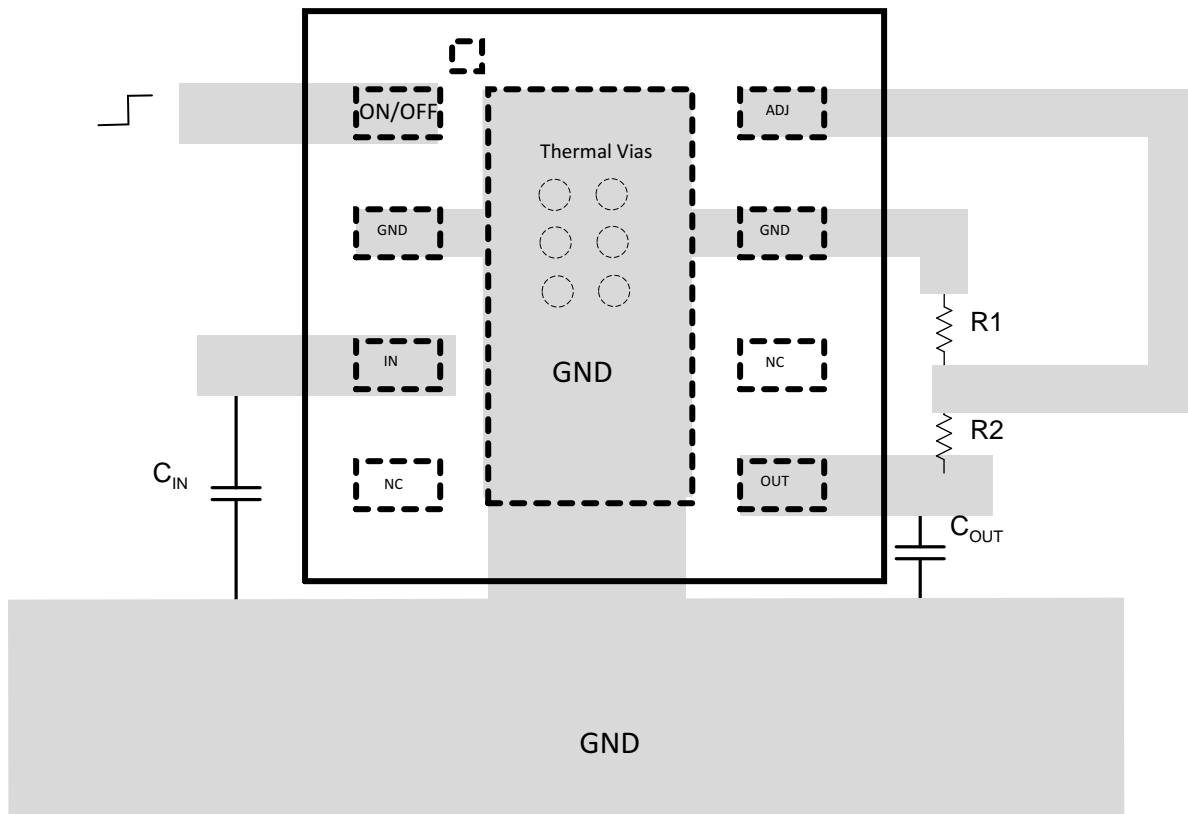 ON/OFF
ADJ
Thermal Vias
GND
GND
R1
IN
GND
NC
R2
C_IN
NC
OUT
C_OUT
GND